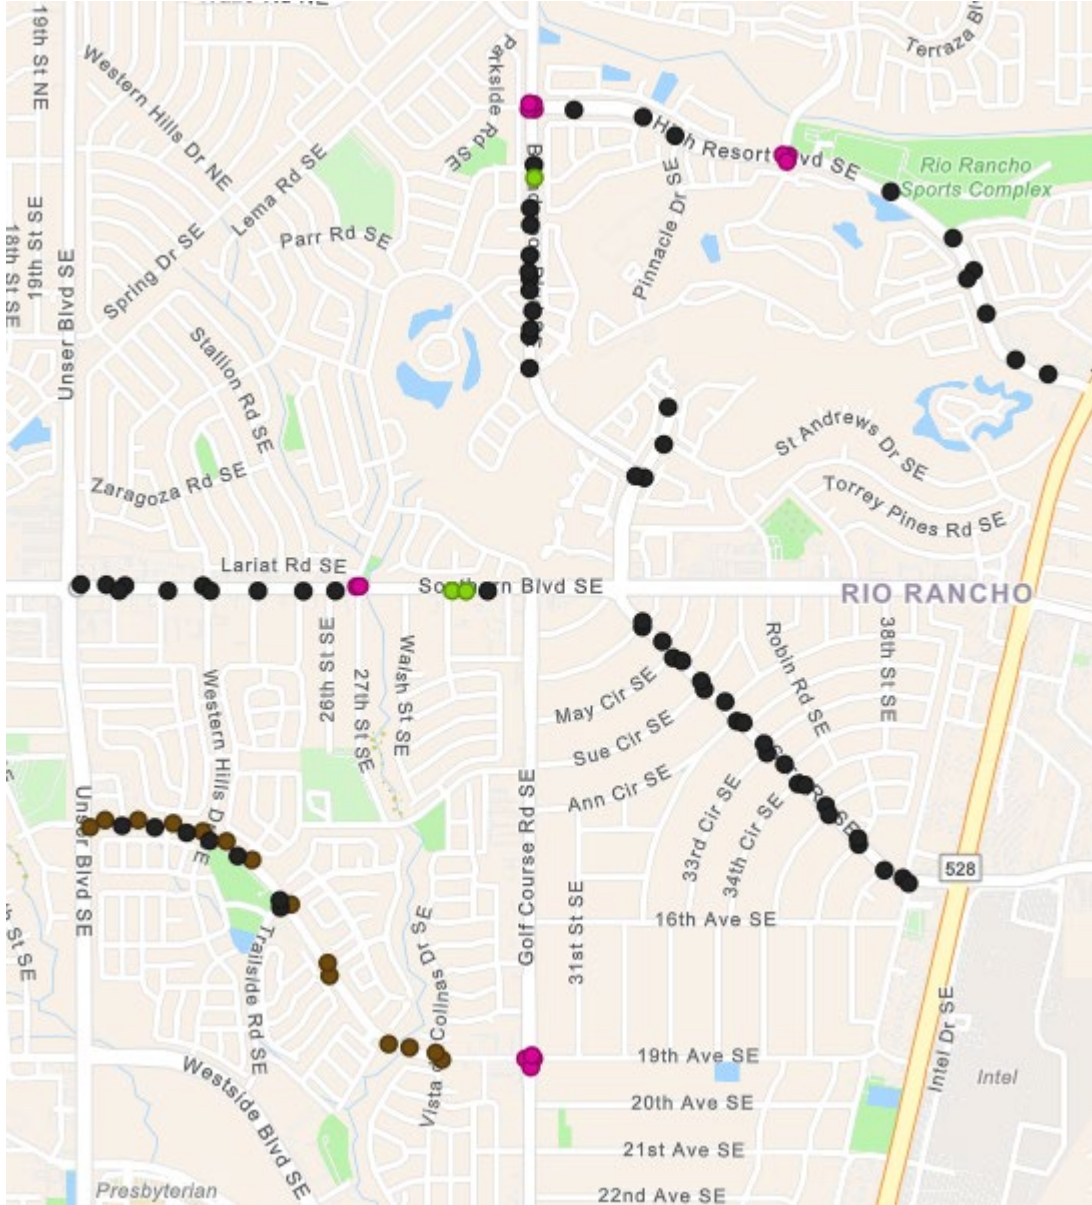 19th St NE
Western Hills Dr NE
Parkside Rd SE
Terraza
High Resort Blvd SE
Rio Rancho
Sports Complex
Lema Rd SE
Parr Rd SE
Spring Dr SE
19th St SE
18th St SE
Unser Blvd SE
Pinnacle Dr SE
Stallion Rd SE
St Andrews Dr SE
Zaragoza Rd SE
Torrey Pines Rd SE
Lariat Rd SE
Southern Blvd SE
RIO RANCHO
26th St SE
27th St SE
Walsh St SE
Western Hills Dr SE
May Cir SE
Sue Cir SE
Ann Cir SE
Robin Rd SE
38th St SE
33rd Cir SE
34th Cir SE
Unser Blvd SE
Golf Course Rd SE
528
16th Ave SE
31st St SE
St SE
Trailside Rd SE
Vista Colinas Dr SE
19th Ave SE
Intel Dr SE
Intel
Westside Blvd SE
20th Ave SE
21st Ave SE
22nd Ave SE
Presbyterian